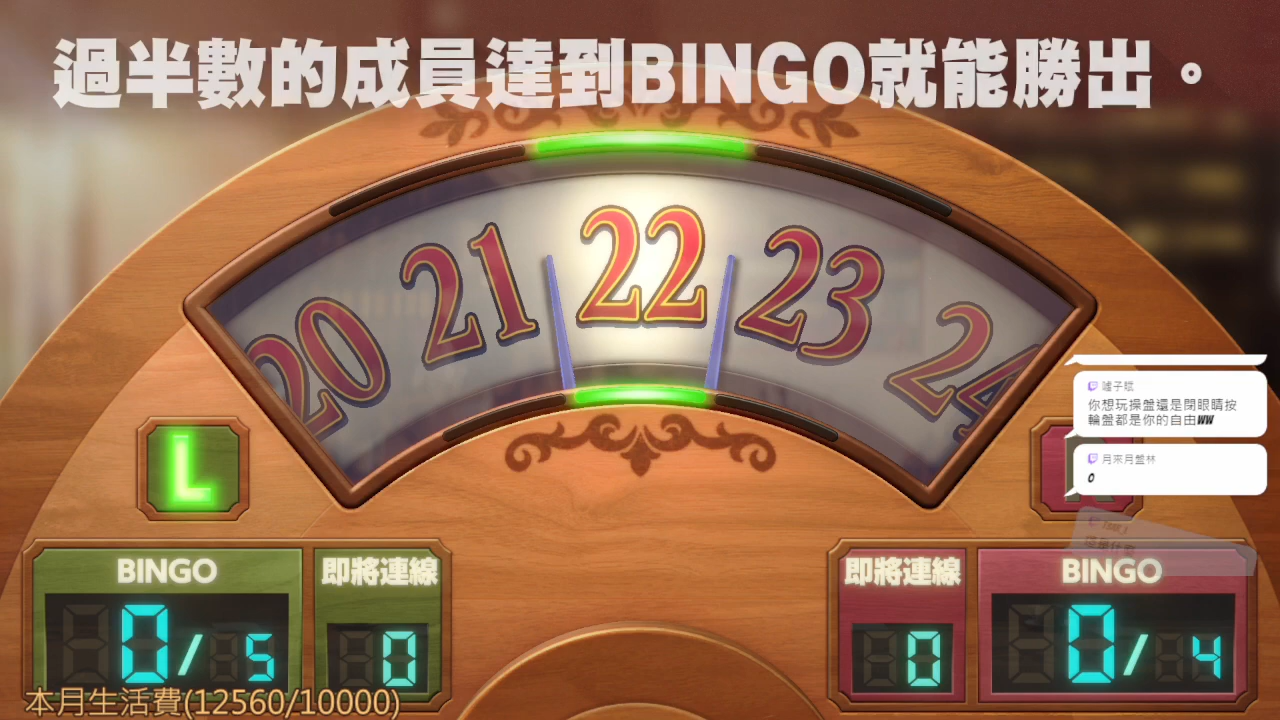 過半數的成員達到BINGO就能勝出。
20 21 22 23 24
噓子賦
你想玩操盤還是閉眼睛按
輪盤都是你的自由WW
月來月盤林
0
L
BINGO 即將連線
0/5 0
即將連線 BINGO
0 0/4
本月生活費(12560/10000)